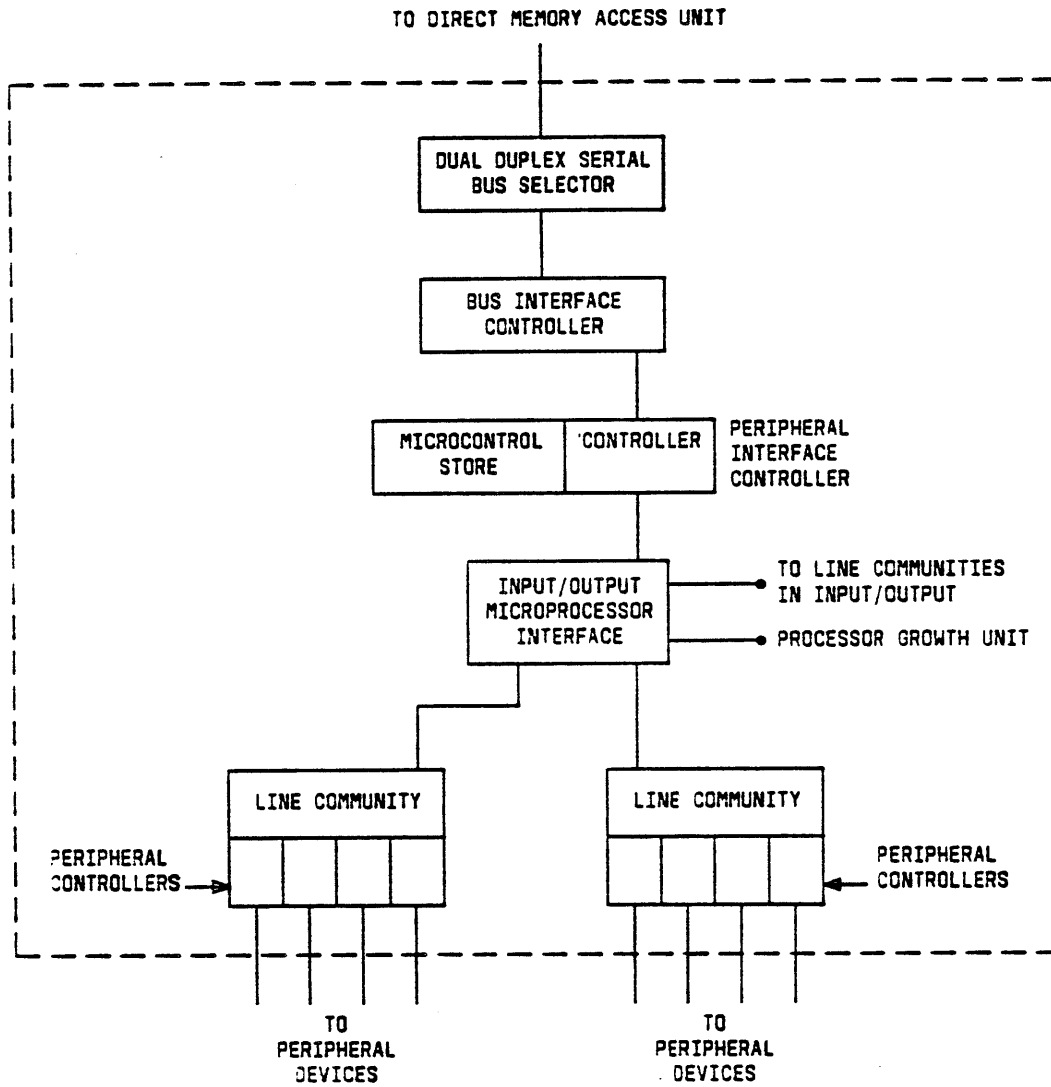 TO DIRECT MEMORY ACCESS UNIT
DUAL DUPLEX SERIAL
BUS SELECTOR
BUS INTERFACE
CONTROLLER
MICROCONTROL
STORE
CONTROLLER
PERIPHERAL
INTERFACE
CONTROLLER
INPUT/OUTPUT
MICROPROCESSOR
INTERFACE
TO LINE COMMUNITIES
IN INPUT/OUTPUT
PROCESSOR GROWTH UNIT
LINE COMMUNITY
LINE COMMUNITY
PERIPHERAL
CONTROLLERS
PERIPHERAL
CONTROLLERS
TO
PERIPHERAL
DEVICES
TO
PERIPHERAL
DEVICES